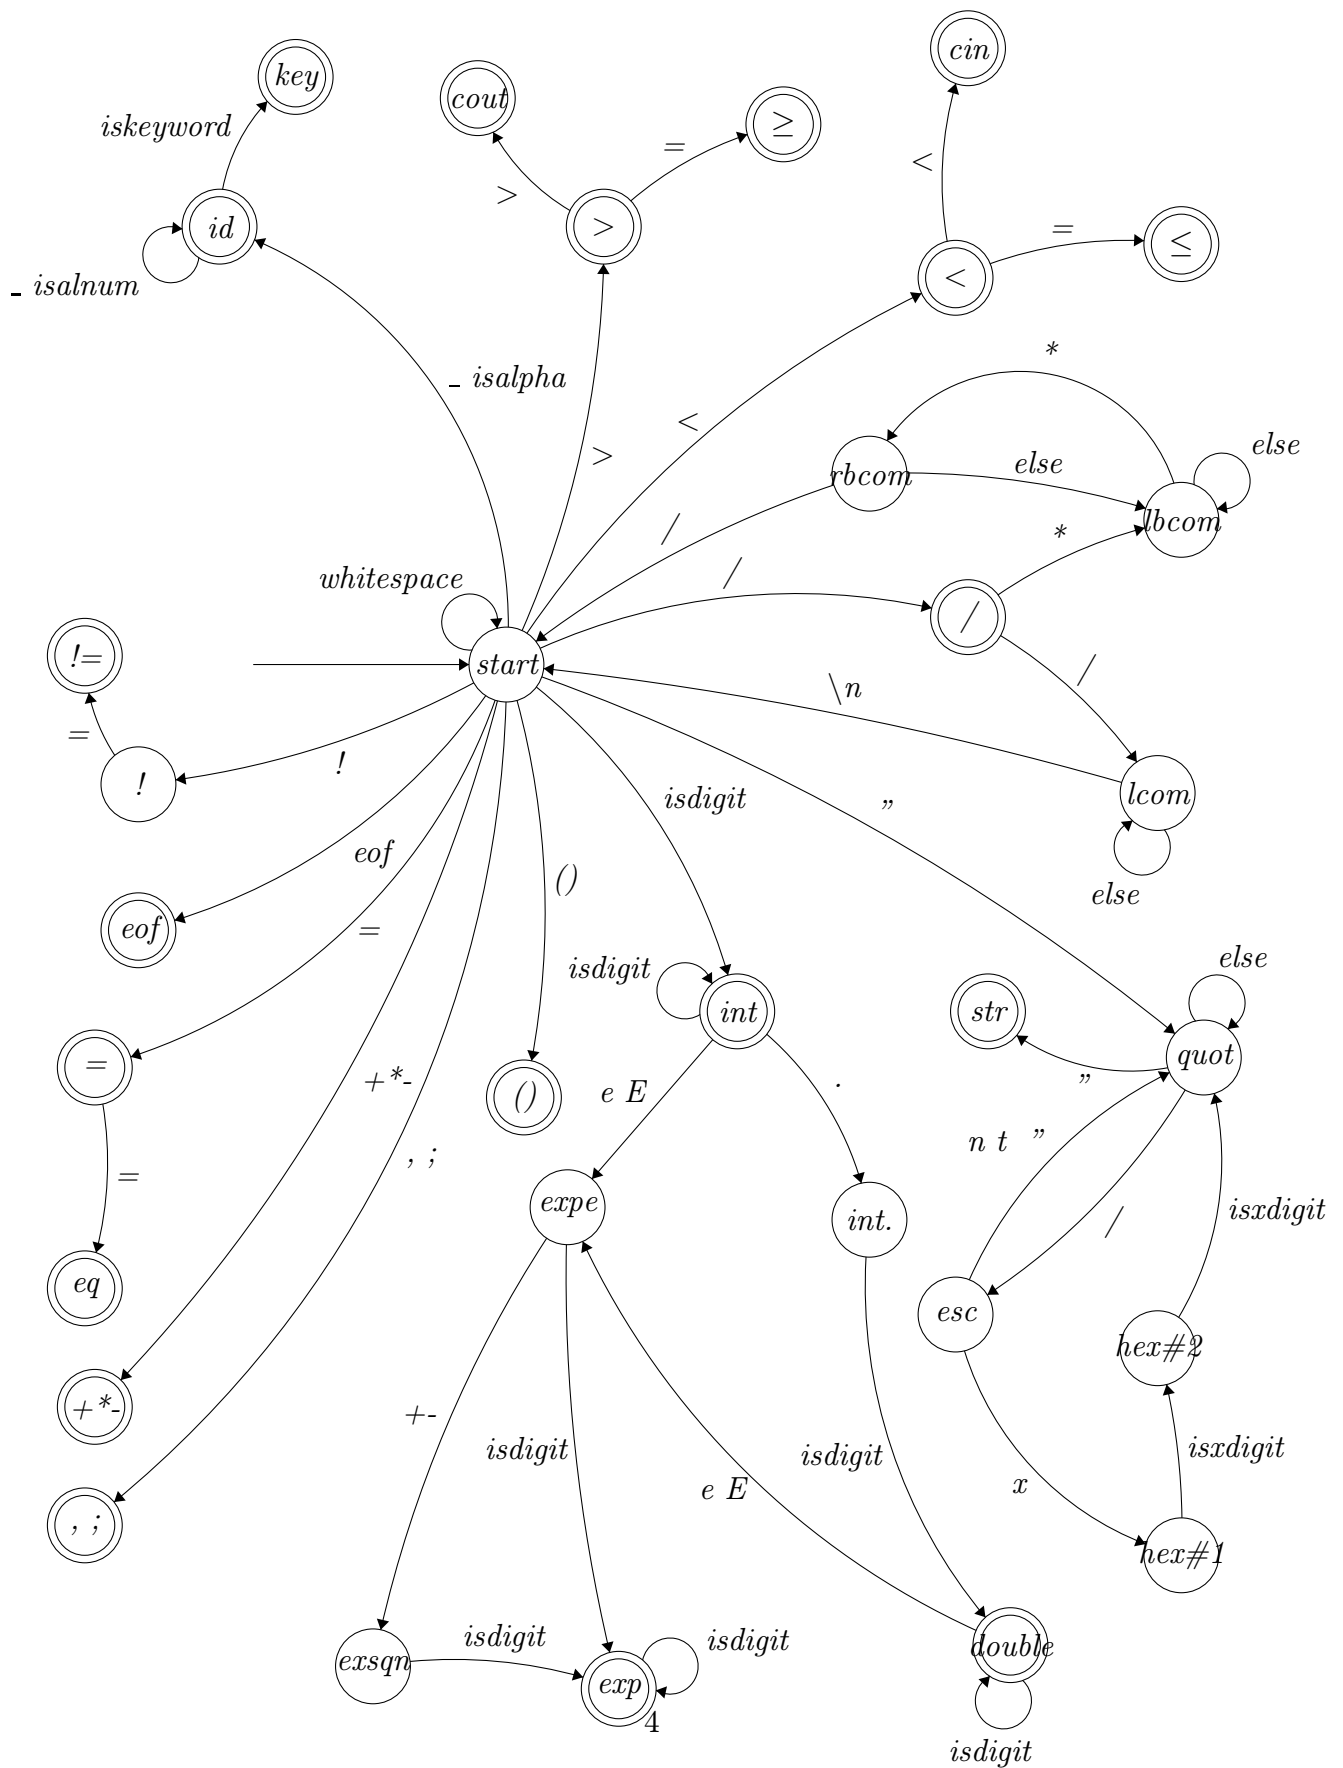 cin
key
cout
≥
iskeyword
=
<
>
id
>
=
≤
<
_ isalnum
*
_ isalpha
<
else
>
rbcom
else
lbcom
/
*
/
whitespace
/
!=
start
/
\n
=
!
!
lcom
isdigit
”
eof
()
else
eof
=
else
isdigit
int
str
=
quot
+*-
()
e E
.
”
n t ”
, ;
=
expe
int.
/
isxdigit
eq
esc
hex#2
+*-
+-
isdigit
isdigit
isxdigit
e E
x
, ;
hex#1
isdigit
isdigit
exsqn
double
exp
4
isdigit